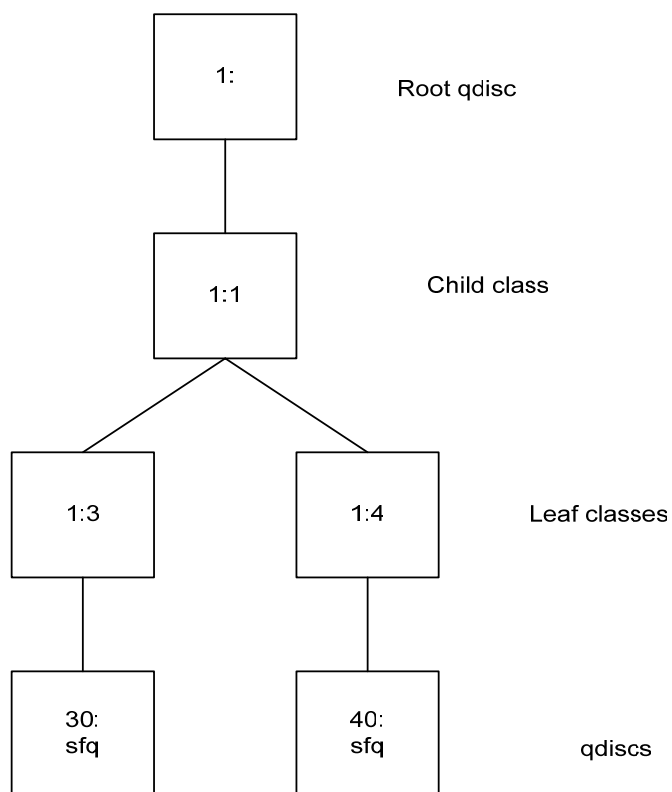 1:
Root qdisc
1:1
Child class
1:3
1:4
Leaf classes
30:
sfq
40:
sfq
qdiscs